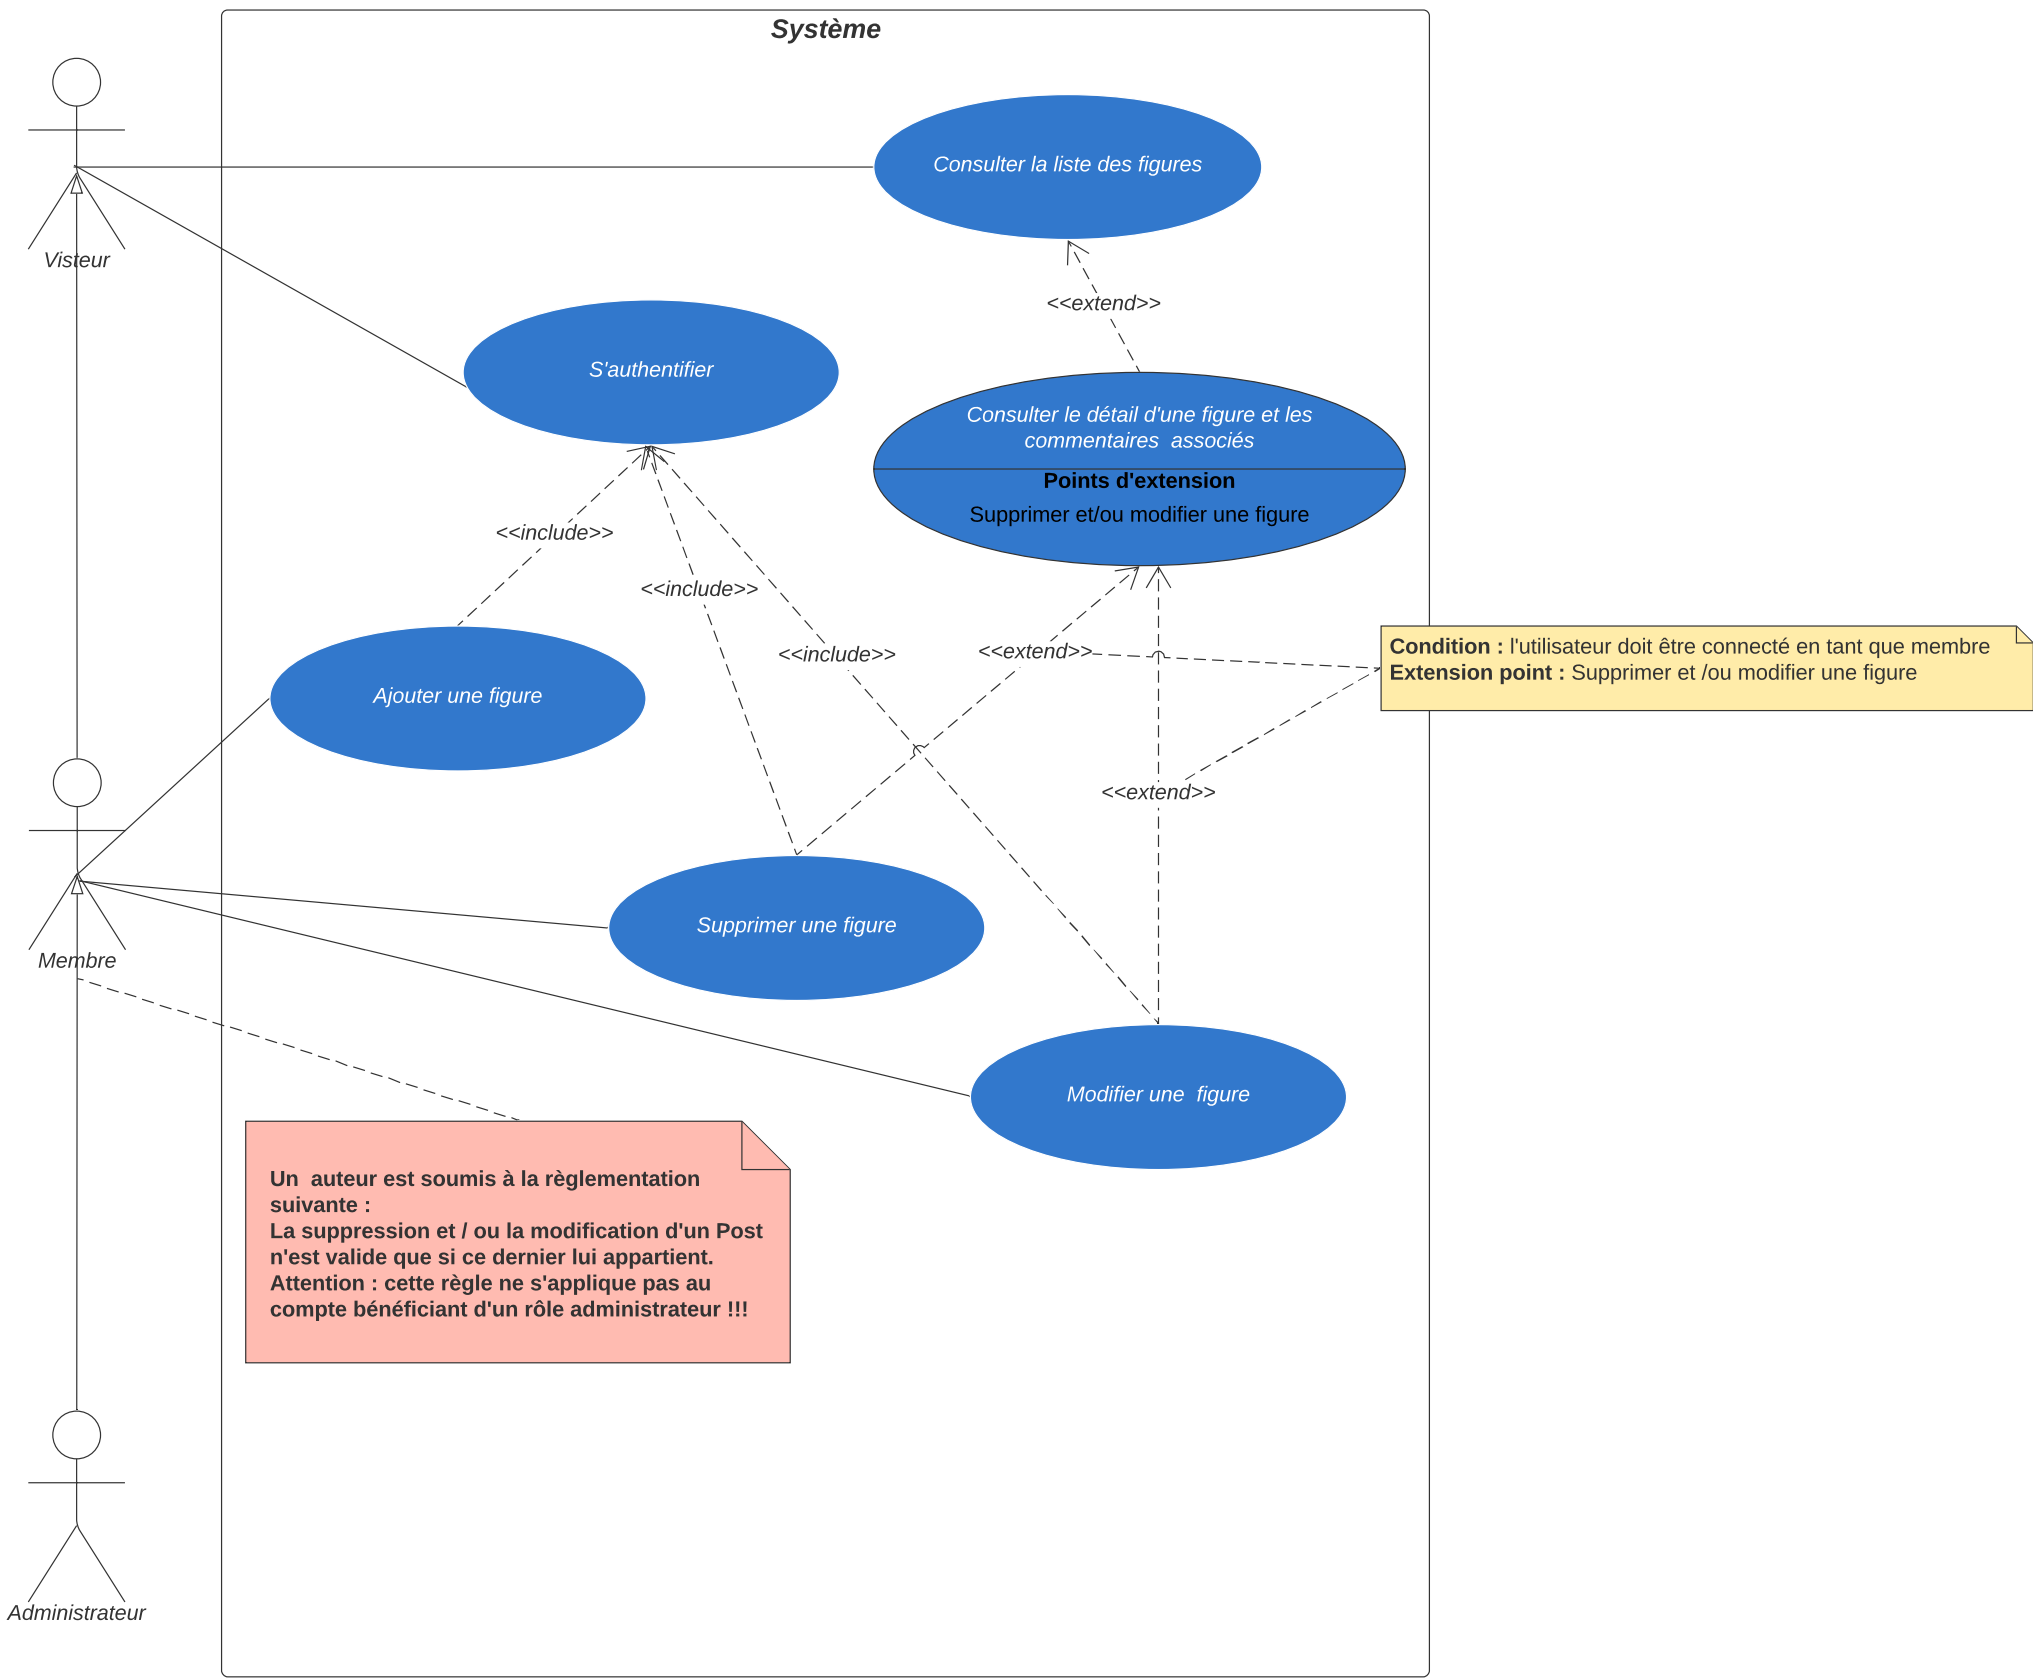 Système
Consulter la liste des figures
Visteur
<<extend>>
S'authentifier
Consulter le détail d'une figure et les
commentaires  associés
Points d'extension
Supprimer et/ou modifier une figure
<<include>>
<<include>>
<<include>>
<<extend>>
Condition : l'utilisateur doit être connecté en tant que membre
Extension point : Supprimer et /ou modifier une figure
Ajouter une figure
<<extend>>
Supprimer une figure
Membre
Modifier une  figure
Un  auteur est soumis à la règlementation
suivante :
La suppression et / ou la modification d'un Post
n'est valide que si ce dernier lui appartient.
Attention : cette règle ne s'applique pas au
compte bénéficiant d'un rôle administrateur !!!
Administrateur